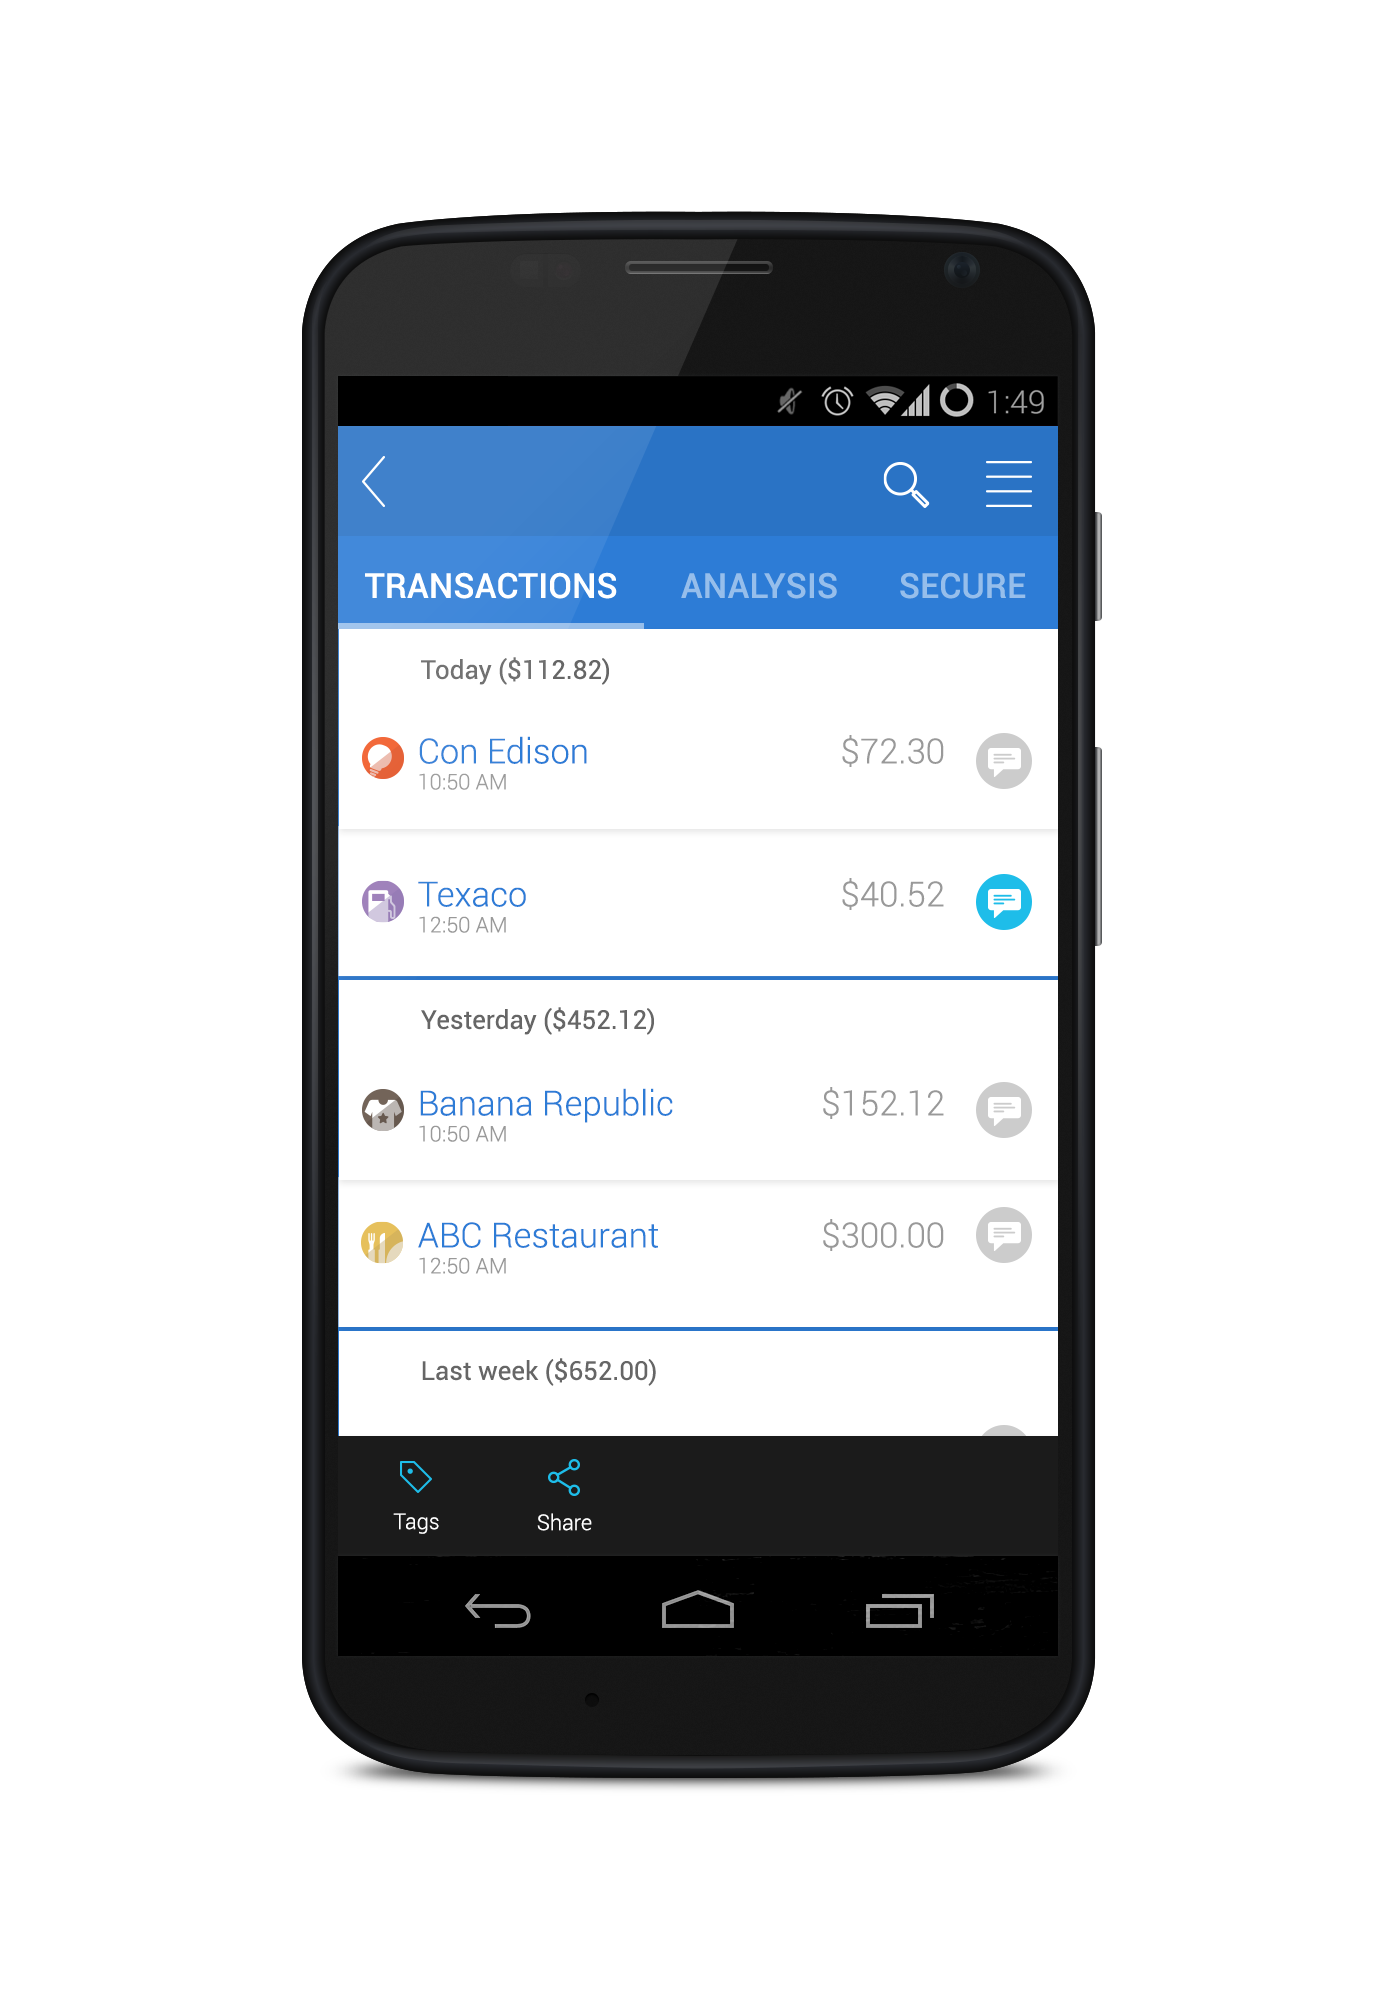 1:49
TRANSACTIONS ANALYSIS SECURE
Today ($112.82)
Con Edison $72.30
10:50 AM
Texaco $40.52
12:50 AM
Yesterday ($452.12)
Banana Republic $152.12
10:50 AM
ABC Restaurant $300.00
12:50 AM
Last week ($652.00)
Tags Share